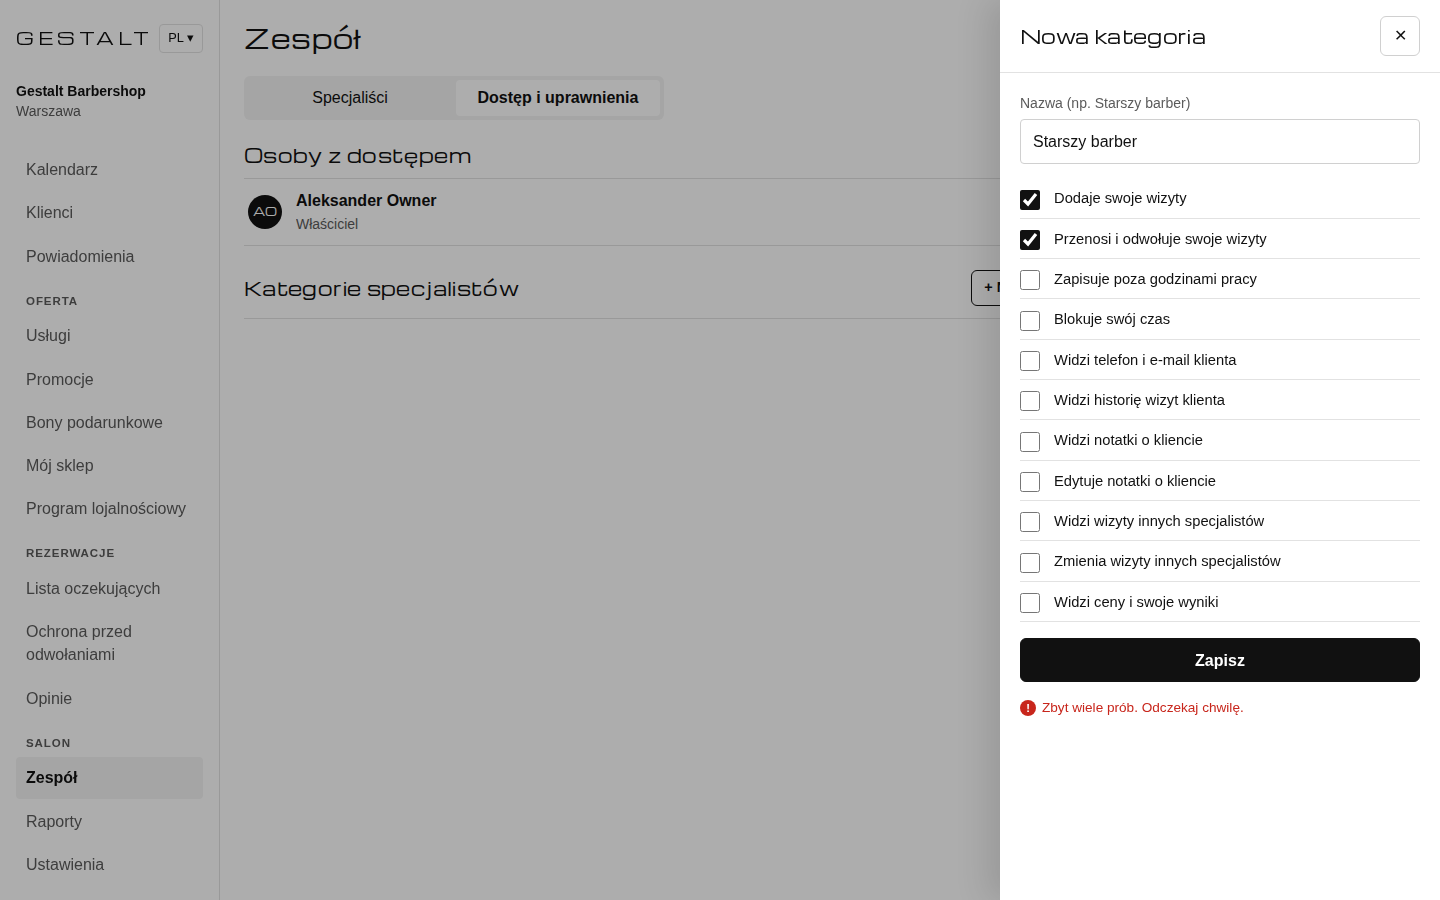 GESTALT
PL ▾
Gestalt Barbershop
Warszawa
Kalendarz
Klienci
Powiadomienia
OFERTA
Usługi
Promocje
Bony podarunkowe
Mój sklep
Program lojalnościowy
REZERWACJE
Lista oczekujących
Ochrona przed
odwołaniami
Opinie
SALON
Zespół
Raporty
Ustawienia
Zespół
Specjaliści
Dostęp i uprawnienia
Osoby z dostępem
AO
Aleksander Owner
Właściciel
Kategorie specjalistów
+
Nowa kategoria
✕
Nazwa (np. Starszy barber)
Starszy barber
Dodaje swoje wizyty
Przenosi i odwołuje swoje wizyty
Zapisuje poza godzinami pracy
Blokuje swój czas
Widzi telefon i e-mail klienta
Widzi historię wizyt klienta
Widzi notatki o kliencie
Edytuje notatki o kliencie
Widzi wizyty innych specjalistów
Zmienia wizyty innych specjalistów
Widzi ceny i swoje wyniki
Zapisz
! Zbyt wiele prób. Odczekaj chwilę.